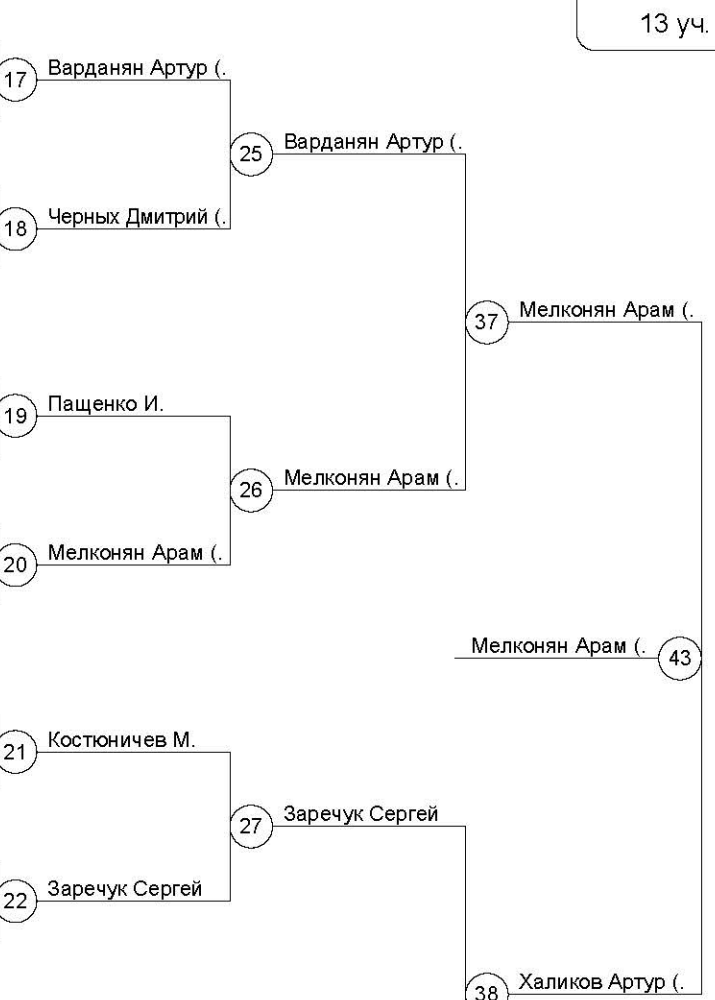 13 уч.
17 Варданян Артур (.
25 Варданян Артур (.
18 Черных Дмитрий (.
37 Мелконян Арам (.
19 Пащенко И.
26 Мелконян Арам (.
20 Мелконян Арам (.
Мелконян Арам (. 43
21 Костюничев М.
27 Заречук Сергей
22 Заречук Сергей
38 Халиков Артур (.